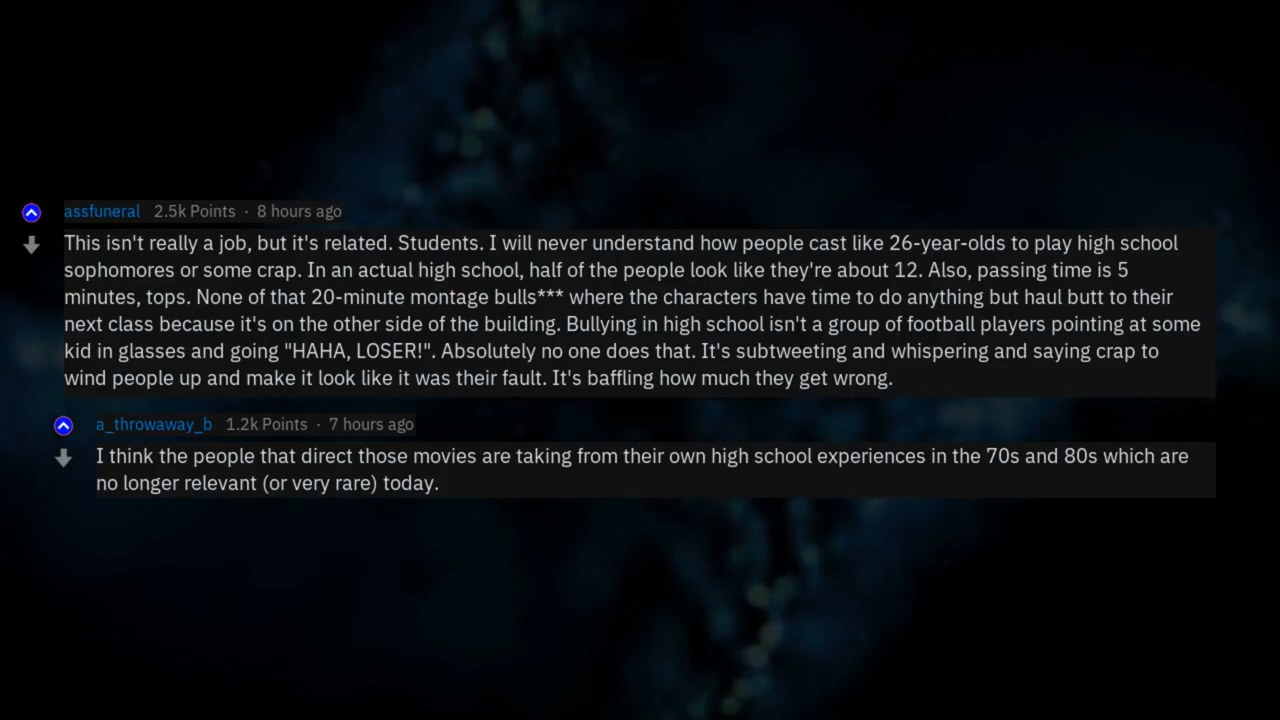 assfuneral 2.5k Points · 8 hours ago
This isn't really a job, but it's related. Students. I will never understand how people cast like 26-year-olds to play high school
sophomores or some crap. In an actual high school, half of the people look like they're about 12. Also, passing time is 5
minutes, tops. None of that 20-minute montage bulls*** where the characters have time to do anything but haul butt to their
next class because it's on the other side of the building. Bullying in high school isn't a group of football players pointing at some
kid in glasses and going "HAHA, LOSER!". Absolutely no one does that. It's subtweeting and whispering and saying crap to
wind people up and make it look like it was their fault. It's baffling how much they get wrong.
a_throwaway_b 1.2k Points · 7 hours ago
I think the people that direct those movies are taking from their own high school experiences in the 70s and 80s which are
no longer relevant (or very rare) today.